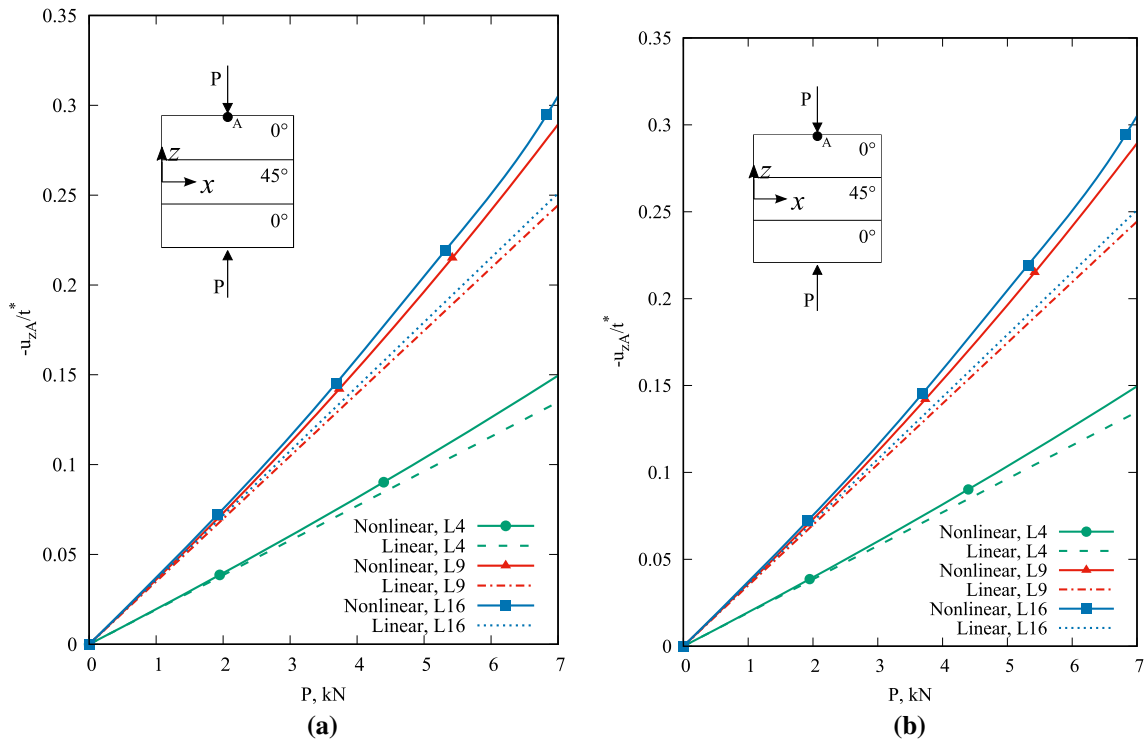 0.35
0.3
0.25
0.2
0.15
0.1
0.05
0
-u_zA/t*
P
A
0°
z
45°
x
0°
P
Nonlinear, L4
Linear, L4
Nonlinear, L9
Linear, L9
Nonlinear, L16
Linear, L16
0 1 2 3 4 5 6 7
P, kN
(a)
0.35
0.3
0.25
0.2
0.15
0.1
0.05
0
-u_zA/t*
P
A
0°
z
45°
x
0°
P
Nonlinear, L4
Linear, L4
Nonlinear, L9
Linear, L9
Nonlinear, L16
Linear, L16
0 1 2 3 4 5 6 7
P, kN
(b)